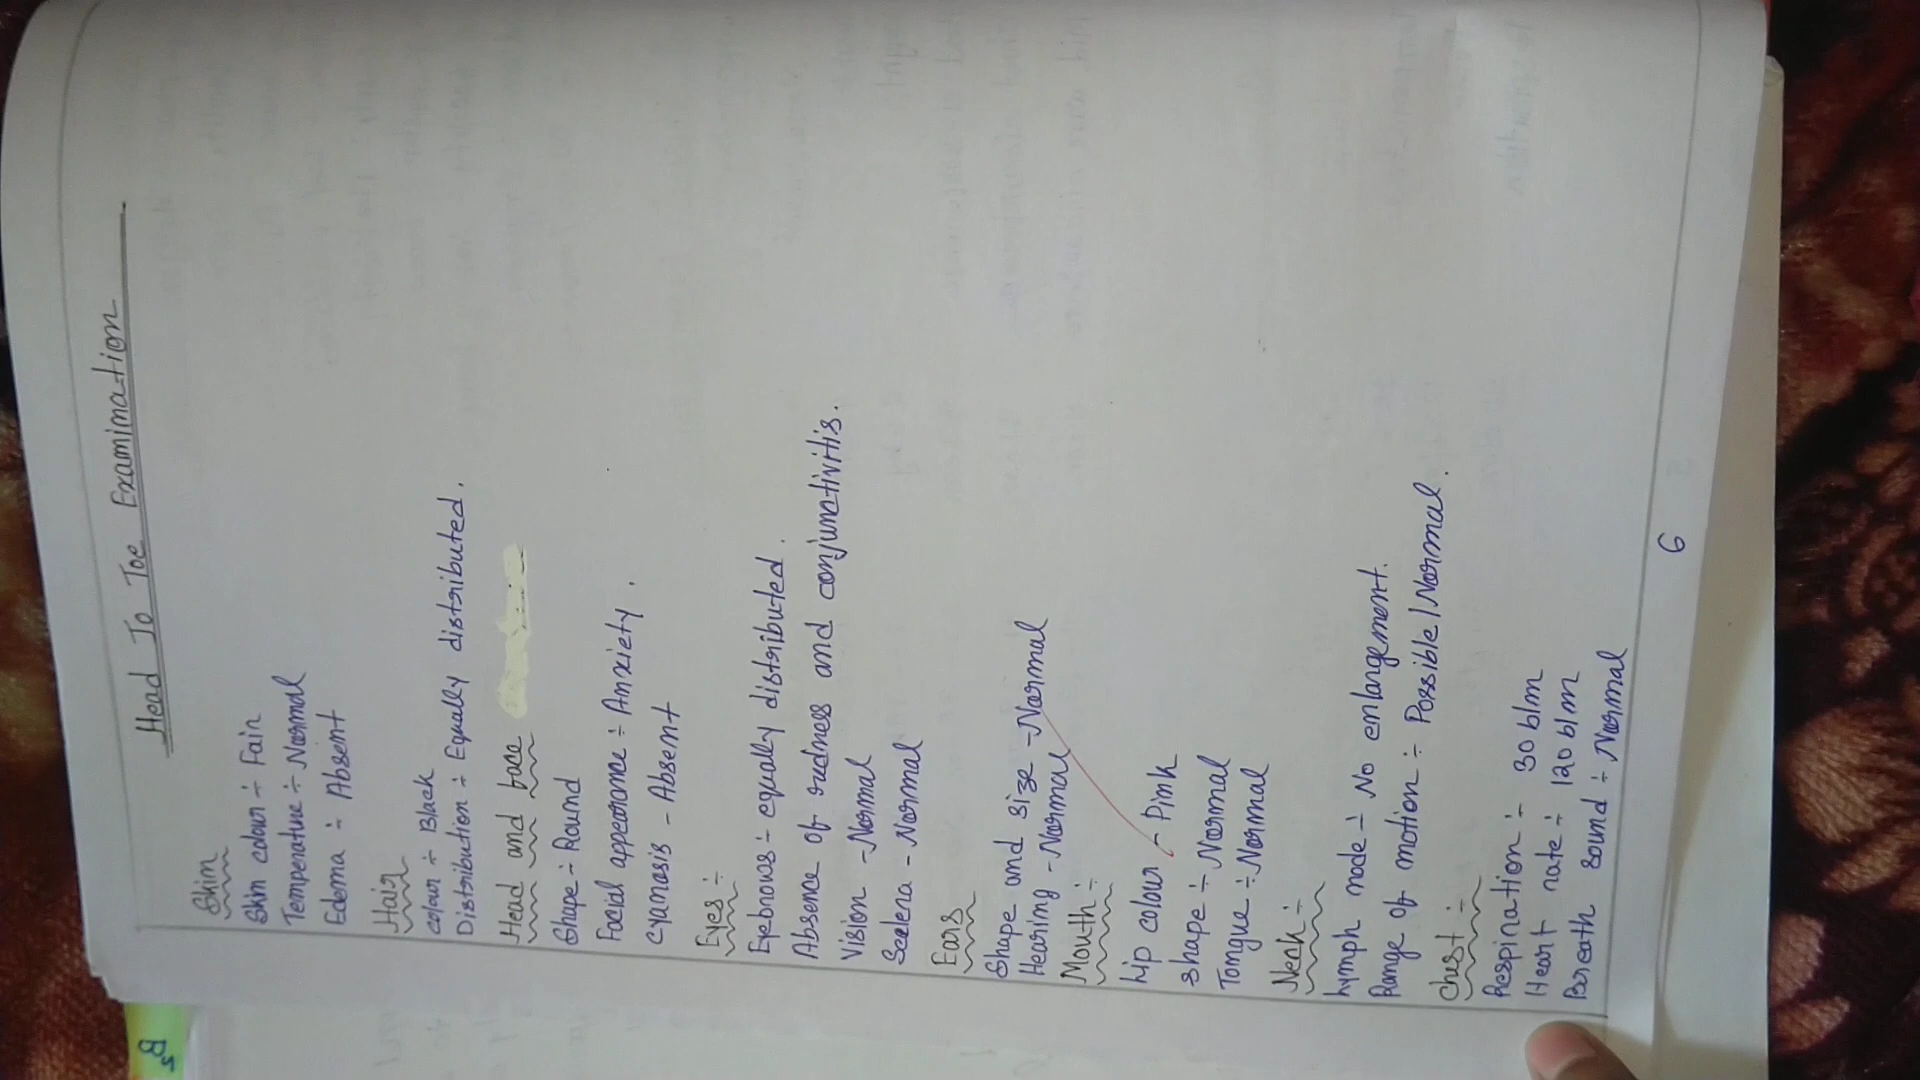 Head To Toe Examination
Skin
Skin colour ÷ Fair
Temperature ÷ Normal
Edema ÷ Absent
Hair
colour ÷ Black
Distribution ÷ Equally distributed.
Head and face
Shape ÷ Round
Facial appearance ÷ Anxiety.
cyanosis - Absent
Eyes ÷
Eyebrows ÷ equally distributed.
Absence of rudness and conjunctivitis.
Vision - Normal
Scelera - Normal
Ears
Shape and size - Normal
Hearing - Normal
Mouth ÷
Lip colour - Pink
shape ÷ Normal
Tongue ÷ Normal
Neck ÷
Lymph node ÷ No enlargement.
Range of motion ÷ Possible/Normal.
Chest ÷
Respiration ÷ 30 b/m
Heart rate ÷ 120 b/m
Breath sound ÷ Normal
6